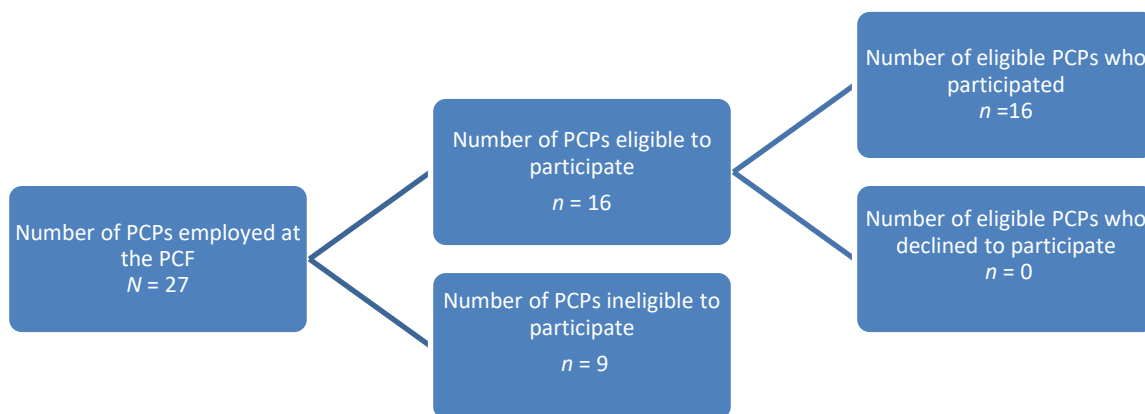 Number of PCPs employed at
the PCF
N = 27
Number of PCPs eligible to
participate
n = 16
Number of PCPs ineligible to
participate
n = 9
Number of eligible PCPs who
participated
n =16
Number of eligible PCPs who
declined to participate
n = 0